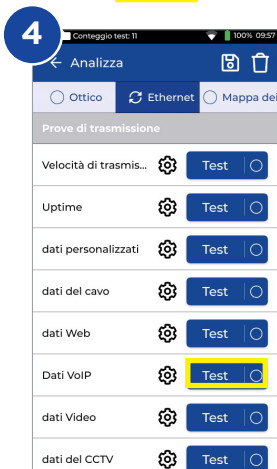 4
Conteggio test: 11 100% 09:57
Analizza
Ottico Ethernet Mappa dei
Prove di trasmissione
Velocità di trasmis... Test
Uptime Test
dati personalizzati Test
dati del cavo Test
dati Web Test
Dati VoIP Test
dati Video Test
dati del CCTV Test